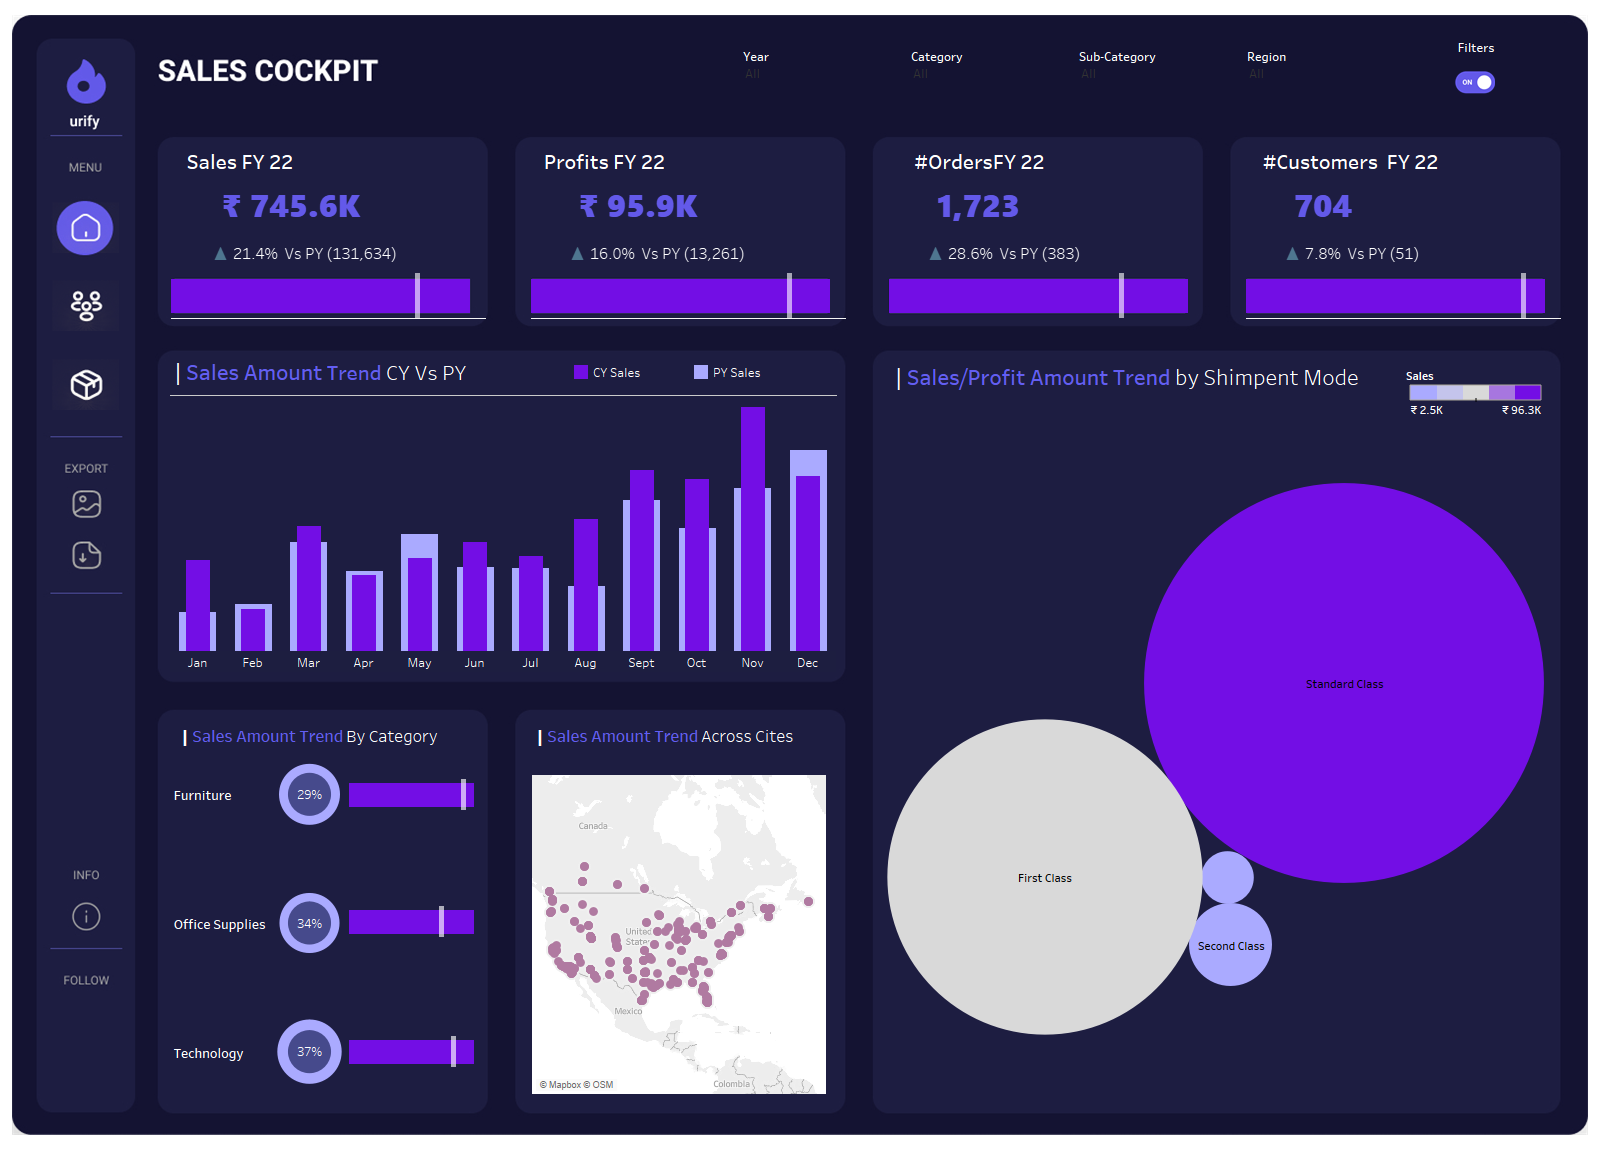 urify
MENU
EXPORT
INFO
FOLLOW
SALES COCKPIT
Year
All
Category
All
Sub-Category
All
Region
All
Filters
ON
Sales FY 22
₹ 745.6K
▲ 21.4% Vs PY (131,634)
Profits FY 22
₹ 95.9K
▲ 16.0% Vs PY (13,261)
#OrdersFY 22
1,723
▲ 28.6% Vs PY (383)
#Customers FY 22
704
▲ 7.8% Vs PY (51)
| Sales Amount Trend CY Vs PY
CY Sales
PY Sales
Jan Feb Mar Apr May Jun Jul Aug Sept Oct Nov Dec
| Sales/Profit Amount Trend by Shimpent Mode
Sales
₹ 2.5K ₹ 96.3K
Standard Class
First Class
Second Class
| Sales Amount Trend By Category
Furniture 29%
Office Supplies 34%
Technology 37%
| Sales Amount Trend Across Cites
Canada
United
States
Mexico
Colombia
© Mapbox © OSM